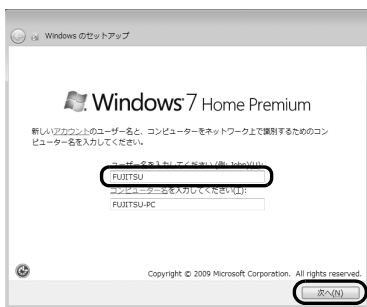 Windows のセットアップ
Windows 7 Home Premium
新しいアカウントのユーザー名と、コンピューターをネットワーク上で識別するためのコン
ピューター名を入力してください。
ユーザー名を入力してください (例: John)(U):
FUJITSU
コンピューター名を入力してください(T):
FUJITSU-PC
Copyright © 2009 Microsoft Corporation. All rights reserved.
次へ(N)